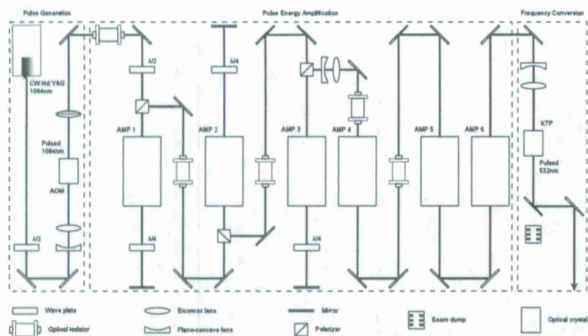 Pulse Generation
Pulse Energy Amplification
Frequency Conversion
CW Nd:YAG
1064nm
Pulsed
1064nm
AOM
λ/2
λ/2
AMP 1
λ/4
λ/4
AMP 2
λ/4
AMP 3
λ/4
AMP 4
AMP 5
AMP 6
KTP
Pulsed
532nm
Wave plate
Biconvex lens
Mirror
Beam dump
Optical crystal
Optical isolator
Plano-concave lens
Polarizer